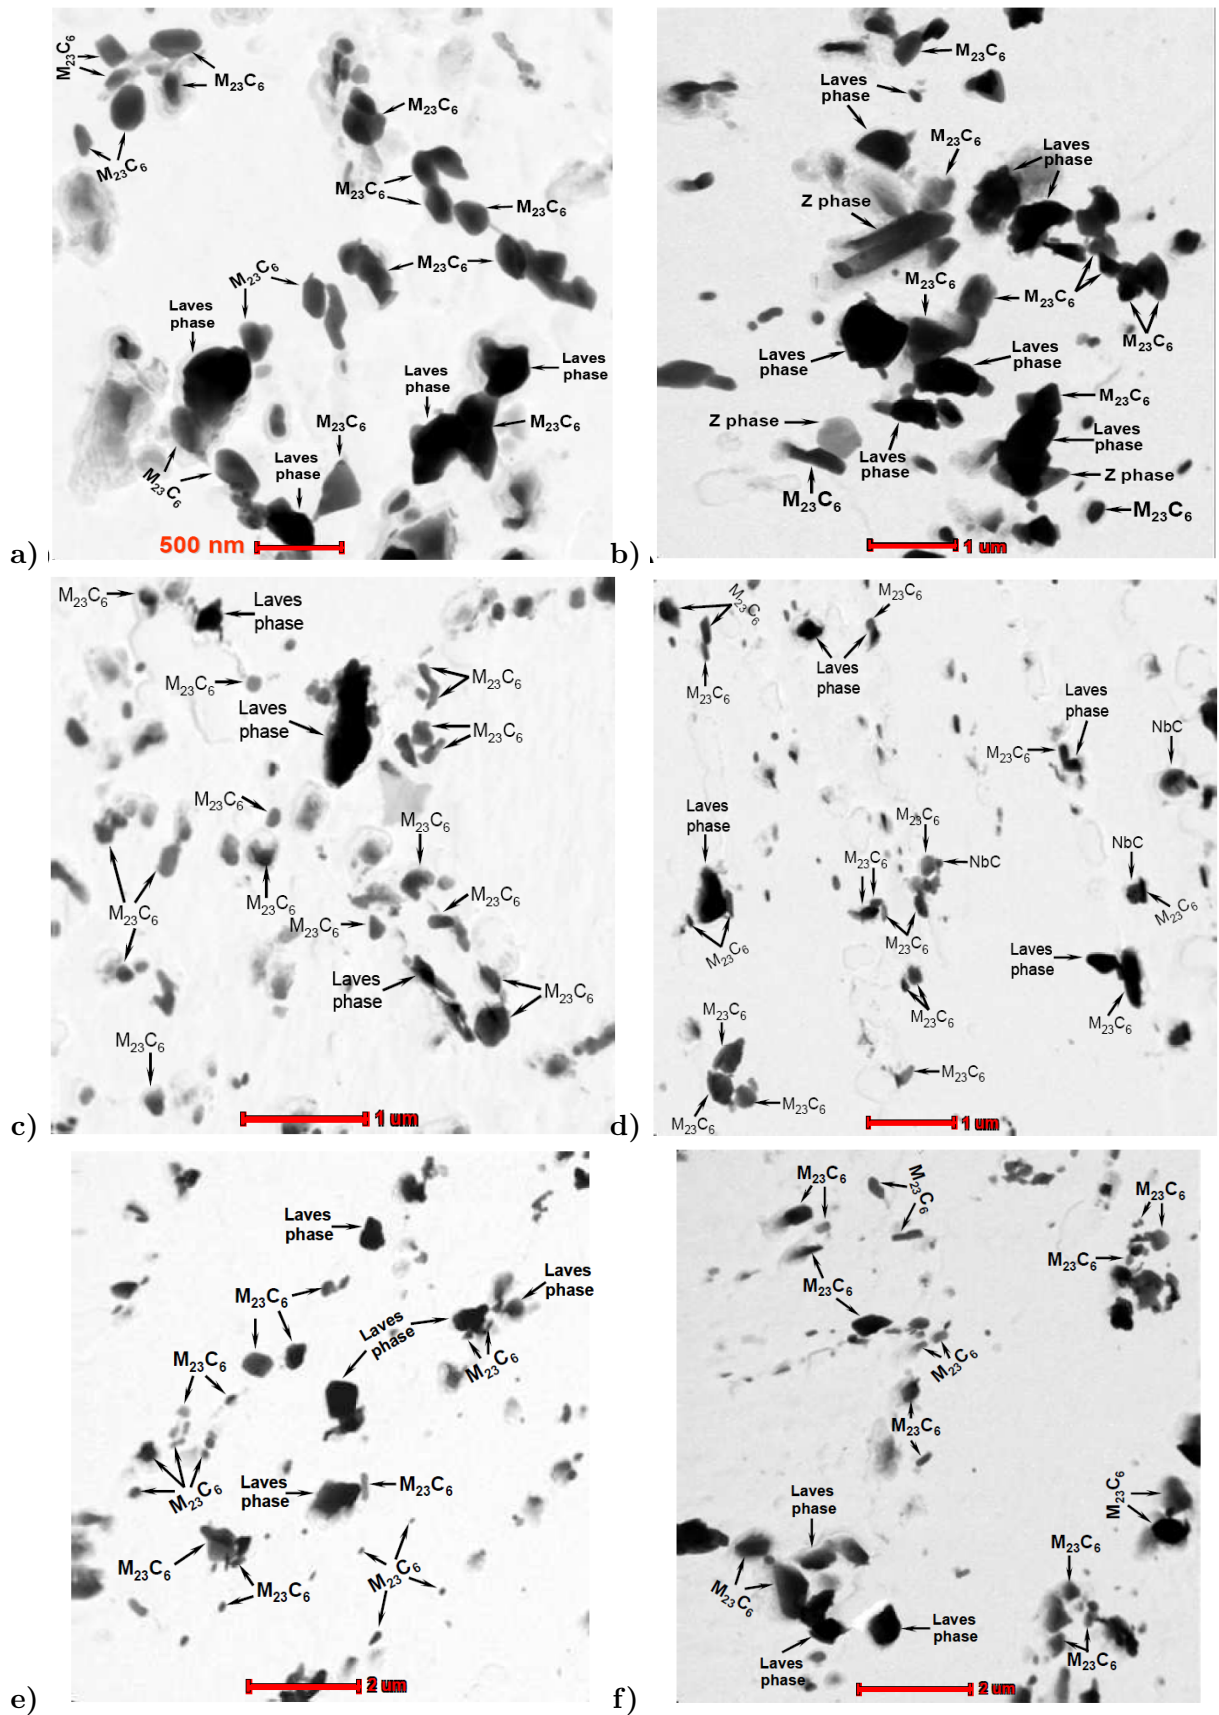 M₂₃C₆
M₂₃C₆
M₂₃C₆
M₂₃C₆
M₂₃C₆
M₂₃C₆
M₂₃C₆
M₂₃C₆
Laves
phase
Laves
phase
Laves
phase
M₂₃C₆
M₂₃C₆
Laves
phase
M₂₃C₆
500 nm
a)
M₂₃C₆
Laves
phase
M₂₃C₆
Laves
phase
Z phase
M₂₃C₆
M₂₃C₆
M₂₃C₆
Laves
phase
Laves
phase
M₂₃C₆
Z phase
Laves
phase
Laves
phase
Z phase
M₂₃C₆
M₂₃C₆
1 um
b)
M₂₃C₆
Laves
phase
M₂₃C₆
M₂₃C₆
Laves
phase
M₂₃C₆
M₂₃C₆
M₂₃C₆
M₂₃C₆
M₂₃C₆
M₂₃C₆
M₂₃C₆
M₂₃C₆
Laves
phase
M₂₃C₆
M₂₃C₆
1 um
c)
M₂₃C₆
M₂₃C₆
Laves
phase
M₂₃C₆
Laves
phase
NbC
M₂₃C₆
Laves
phase
M₂₃C₆
M₂₃C₆
NbC
NbC
M₂₃C₆
M₂₃C₆
M₂₃C₆
Laves
phase
M₂₃C₆
M₂₃C₆
M₂₃C₆
M₂₃C₆
M₂₃C₆
M₂₃C₆
1 um
d)
Laves
phase
Laves
phase
M₂₃C₆
Laves
phase
M₂₃C₆
M₂₃C₆
M₂₃C₆
Laves
phase
M₂₃C₆
M₂₃C₆
M₂₃C₆
M₂₃C₆
2 um
e)
M₂₃C₆
M₂₃C₆
M₂₃C₆
M₂₃C₆
M₂₃C₆
M₂₃C₆
M₂₃C₆
M₂₃C₆
Laves
phase
M₂₃C₆
M₂₃C₆
Laves
phase
M₂₃C₆
Laves
phase
2 um
f)